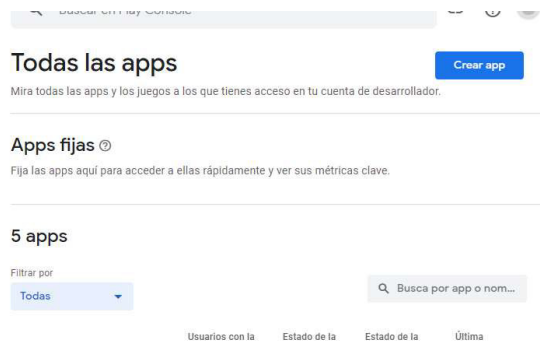 Buscar en Play Console
Todas las apps
Crear app
Mira todas las apps y los juegos a los que tienes acceso en tu cuenta de desarrollador.
Apps fijas
Fija las apps aquí para acceder a ellas rápidamente y ver sus métricas clave.
5 apps
Filtrar por
Todas
Busca por app o nom...
Usuarios con la Estado de la Estado de la Última